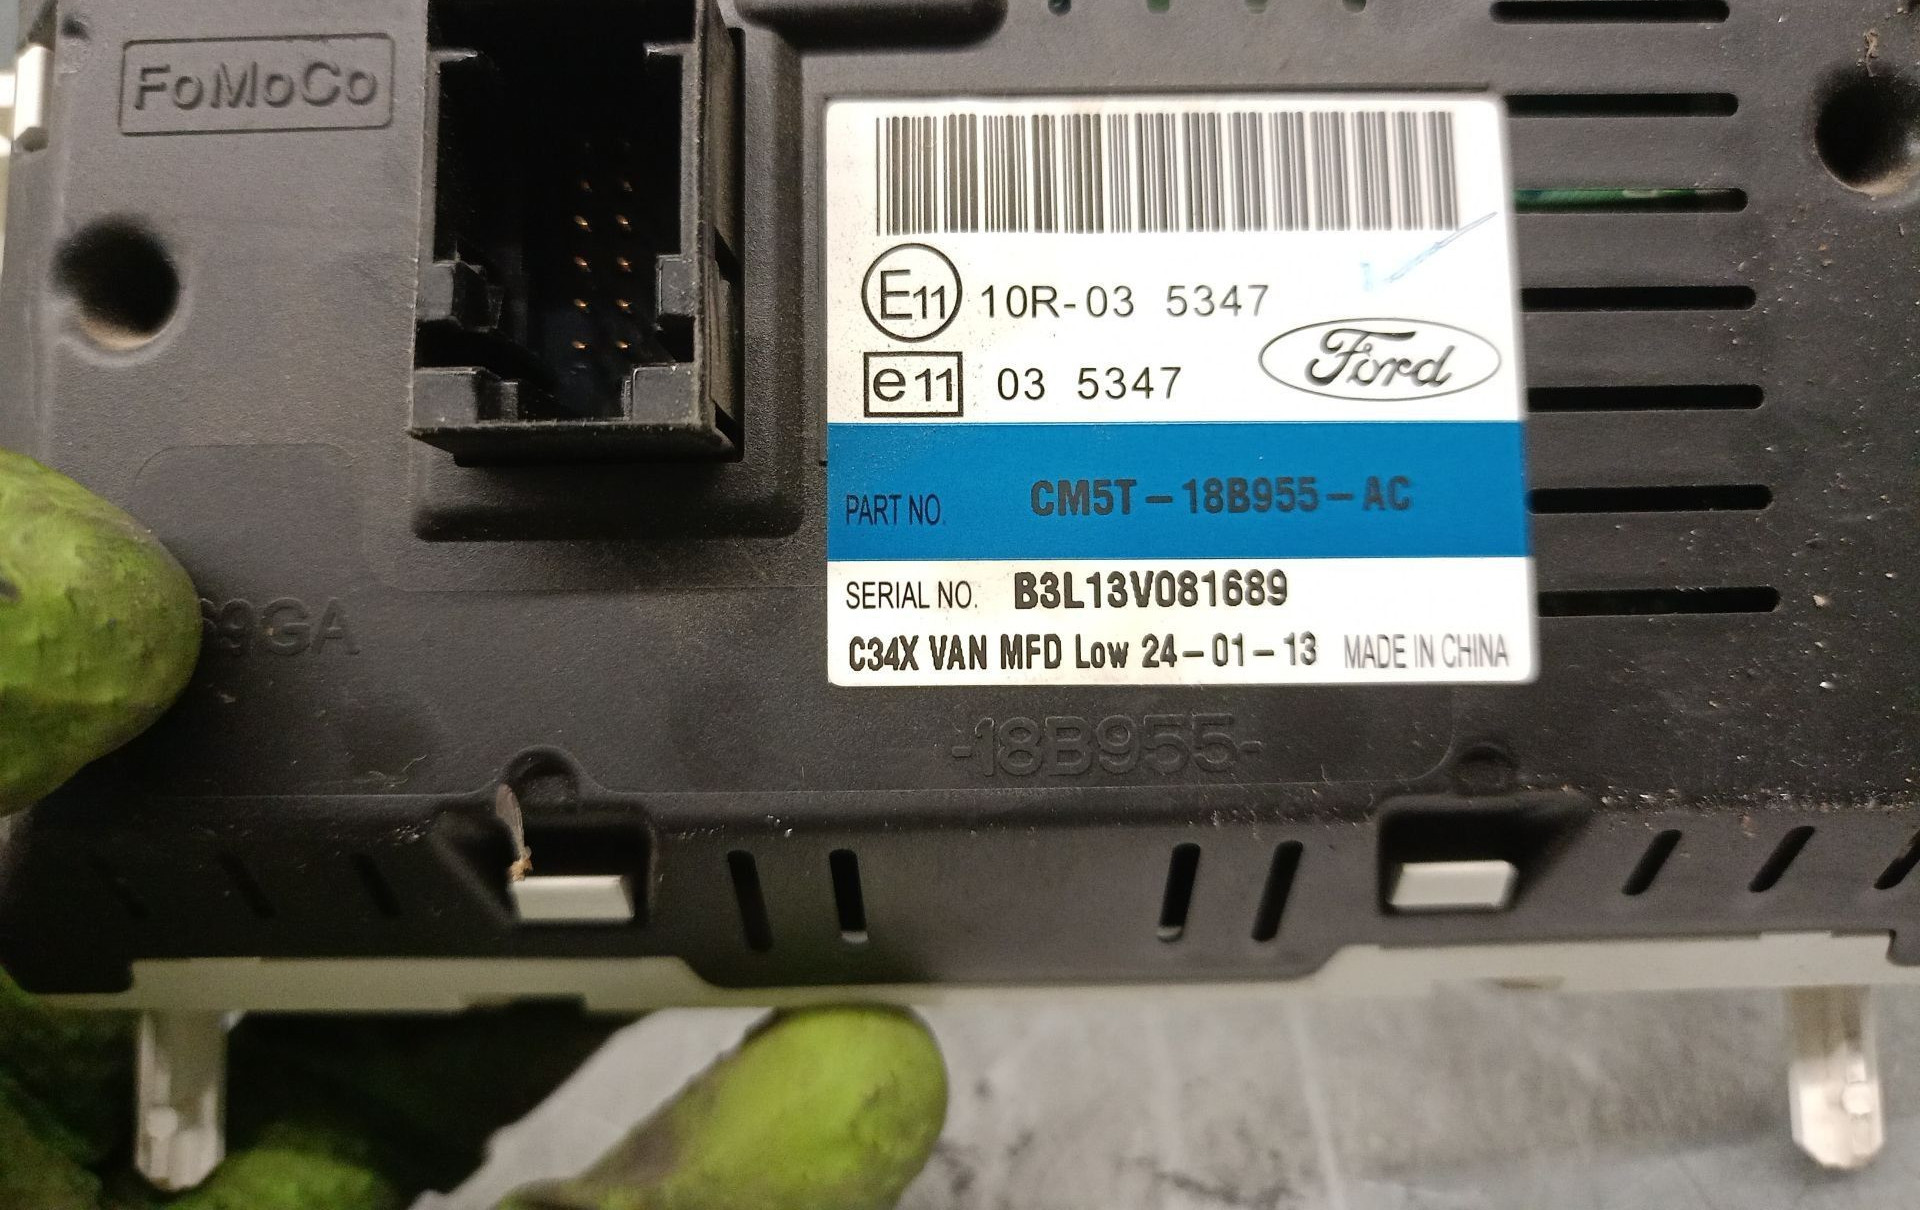 FoMoCo
E11 10R-03 5347
e11 03 5347
Ford
PART NO. CM5T-18B955-AC
SERIAL NO. B3L13V081689
C34X VAN MFD Low 24-01-13 MADE IN CHINA
-18B955-